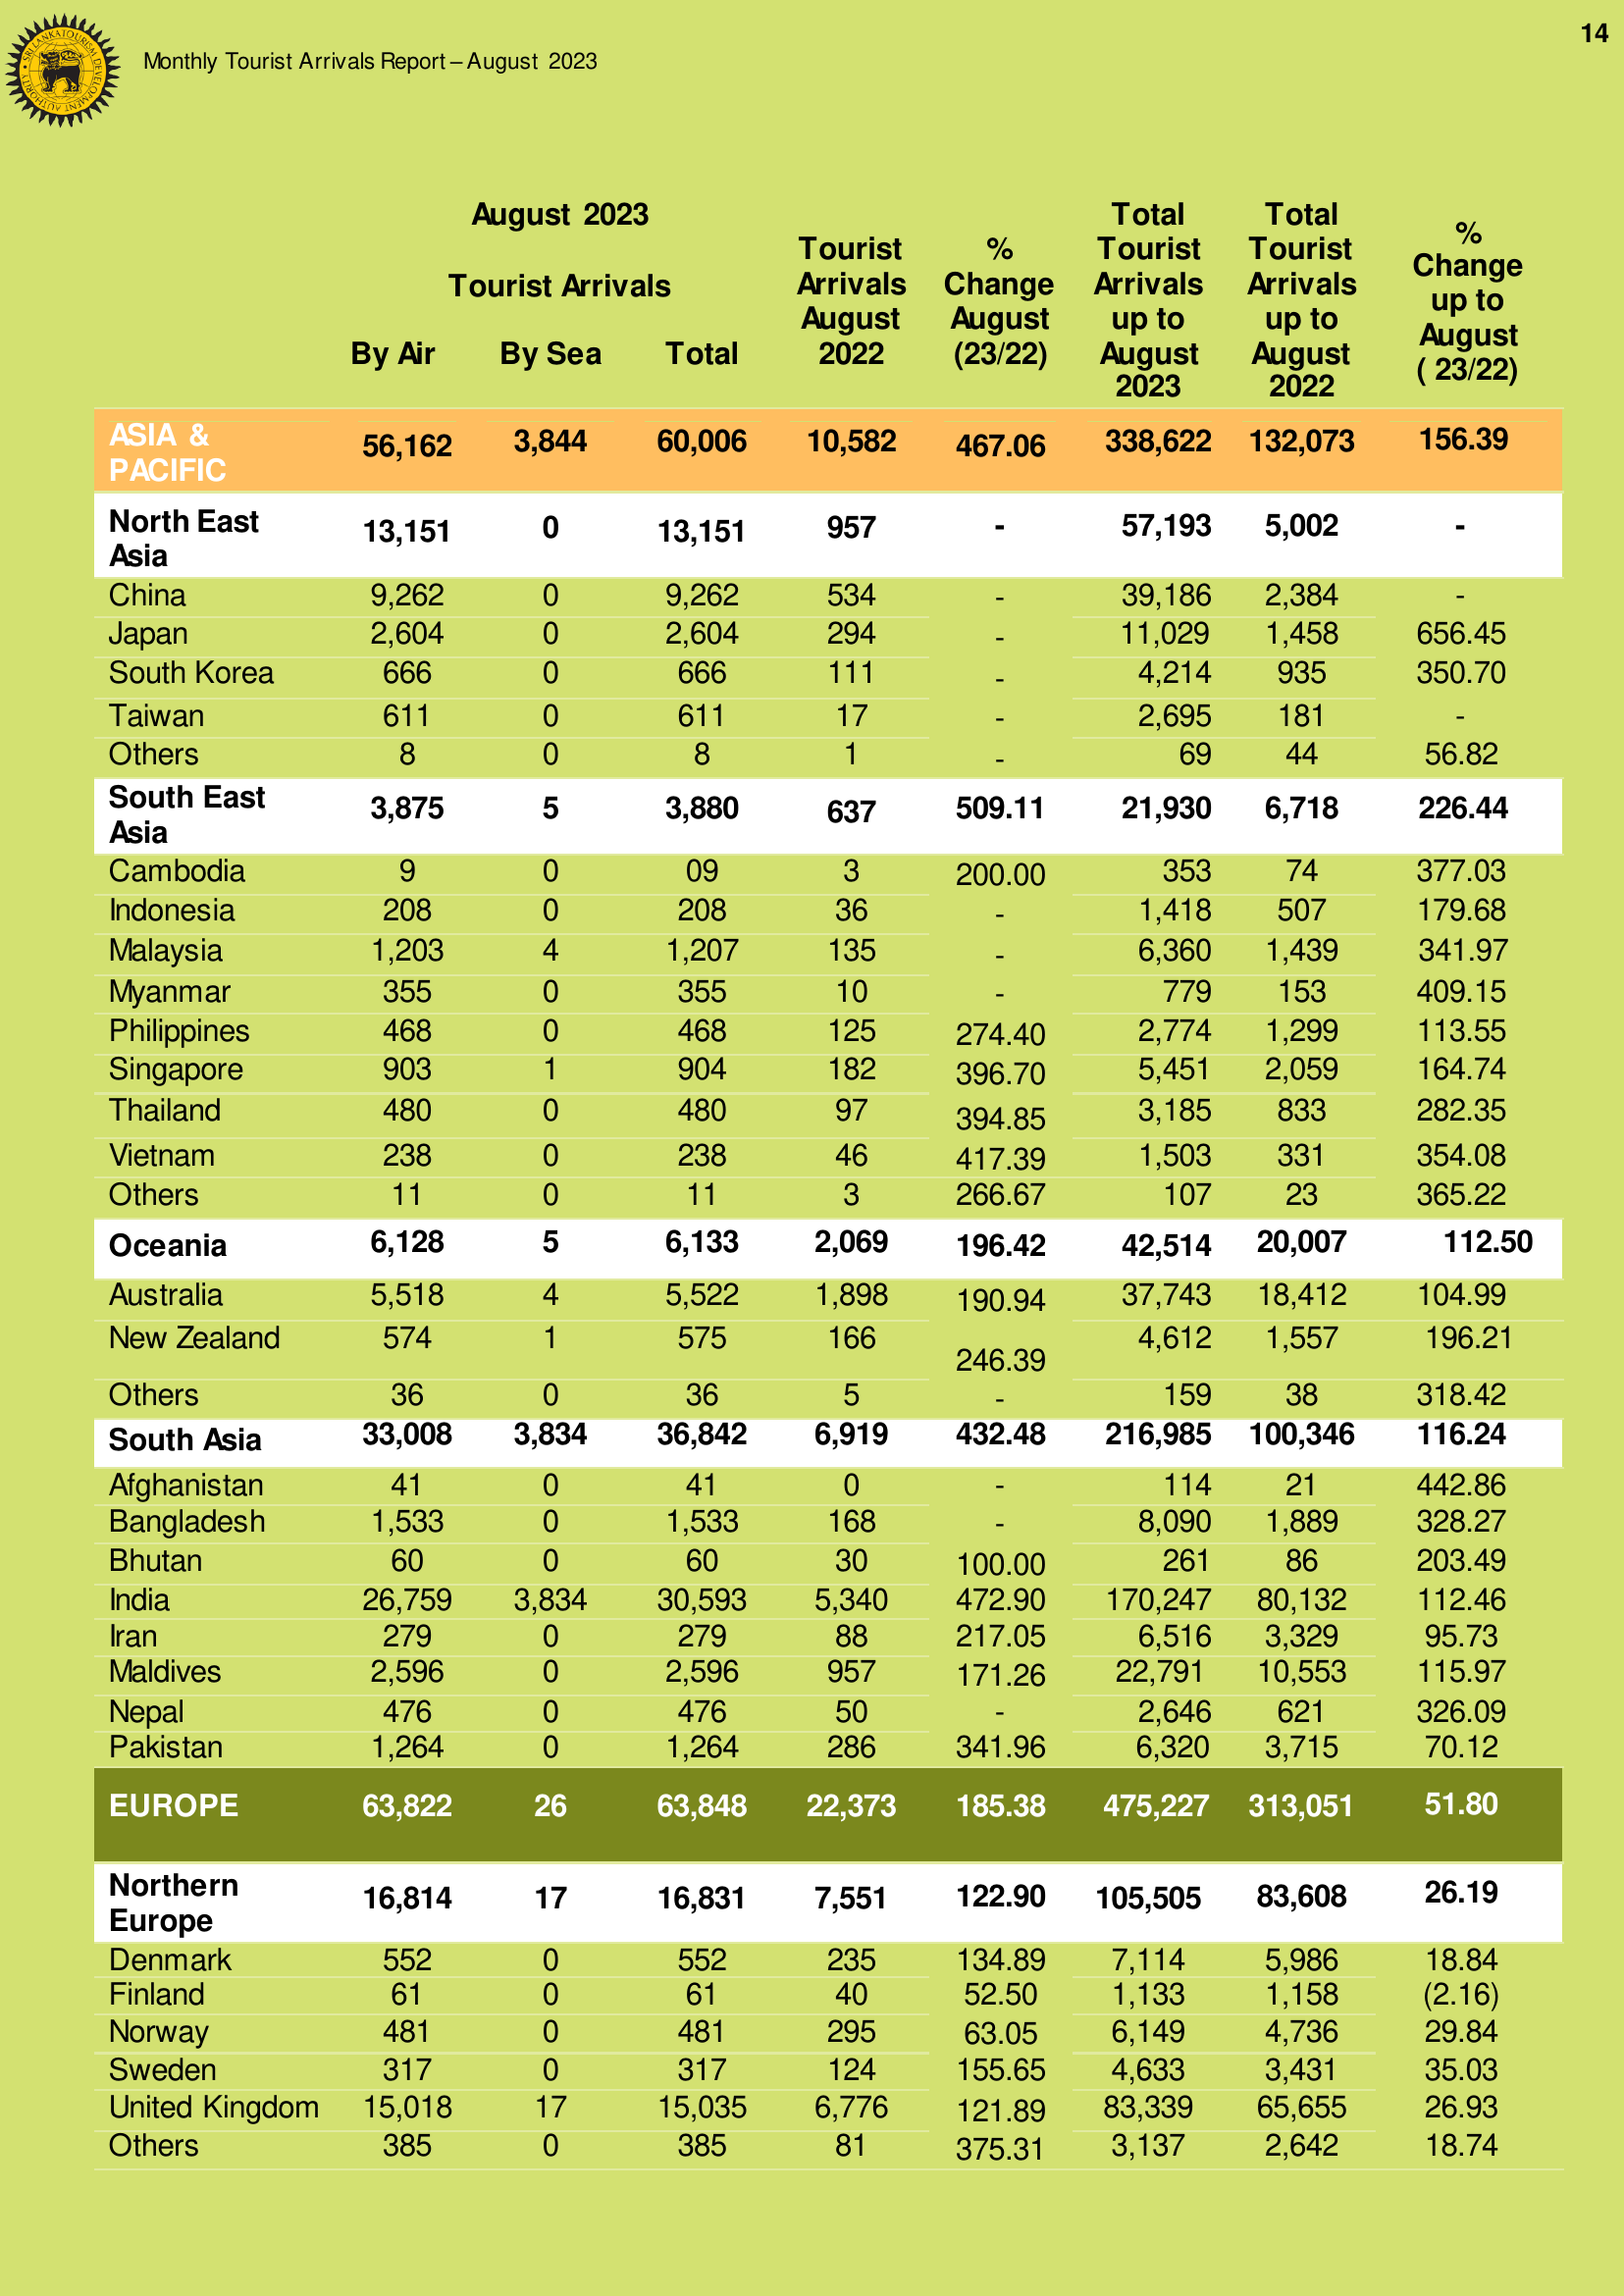 14
SRI LANKA TOURISM DEVELOPMENT AUTHORITY
Monthly Tourist Arrivals Report – August 2023
August 2023
Tourist Arrivals
By Air By Sea Total
Tourist Arrivals August 2022
% Change August (23/22)
Total Tourist Arrivals up to August 2023
Total Tourist Arrivals up to August 2022
% Change up to August ( 23/22)
ASIA & PACIFIC 56,162 3,844 60,006 10,582 467.06 338,622 132,073 156.39
North East Asia 13,151 0 13,151 957 - 57,193 5,002 -
China 9,262 0 9,262 534 - 39,186 2,384 -
Japan 2,604 0 2,604 294 - 11,029 1,458 656.45
South Korea 666 0 666 111 - 4,214 935 350.70
Taiwan 611 0 611 17 - 2,695 181 -
Others 8 0 8 1 - 69 44 56.82
South East Asia 3,875 5 3,880 637 509.11 21,930 6,718 226.44
Cambodia 9 0 09 3 200.00 353 74 377.03
Indonesia 208 0 208 36 - 1,418 507 179.68
Malaysia 1,203 4 1,207 135 - 6,360 1,439 341.97
Myanmar 355 0 355 10 - 779 153 409.15
Philippines 468 0 468 125 274.40 2,774 1,299 113.55
Singapore 903 1 904 182 396.70 5,451 2,059 164.74
Thailand 480 0 480 97 394.85 3,185 833 282.35
Vietnam 238 0 238 46 417.39 1,503 331 354.08
Others 11 0 11 3 266.67 107 23 365.22
Oceania 6,128 5 6,133 2,069 196.42 42,514 20,007 112.50
Australia 5,518 4 5,522 1,898 190.94 37,743 18,412 104.99
New Zealand 574 1 575 166 246.39 4,612 1,557 196.21
Others 36 0 36 5 - 159 38 318.42
South Asia 33,008 3,834 36,842 6,919 432.48 216,985 100,346 116.24
Afghanistan 41 0 41 0 - 114 21 442.86
Bangladesh 1,533 0 1,533 168 - 8,090 1,889 328.27
Bhutan 60 0 60 30 100.00 261 86 203.49
India 26,759 3,834 30,593 5,340 472.90 170,247 80,132 112.46
Iran 279 0 279 88 217.05 6,516 3,329 95.73
Maldives 2,596 0 2,596 957 171.26 22,791 10,553 115.97
Nepal 476 0 476 50 - 2,646 621 326.09
Pakistan 1,264 0 1,264 286 341.96 6,320 3,715 70.12
EUROPE 63,822 26 63,848 22,373 185.38 475,227 313,051 51.80
Northern Europe 16,814 17 16,831 7,551 122.90 105,505 83,608 26.19
Denmark 552 0 552 235 134.89 7,114 5,986 18.84
Finland 61 0 61 40 52.50 1,133 1,158 (2.16)
Norway 481 0 481 295 63.05 6,149 4,736 29.84
Sweden 317 0 317 124 155.65 4,633 3,431 35.03
United Kingdom 15,018 17 15,035 6,776 121.89 83,339 65,655 26.93
Others 385 0 385 81 375.31 3,137 2,642 18.74